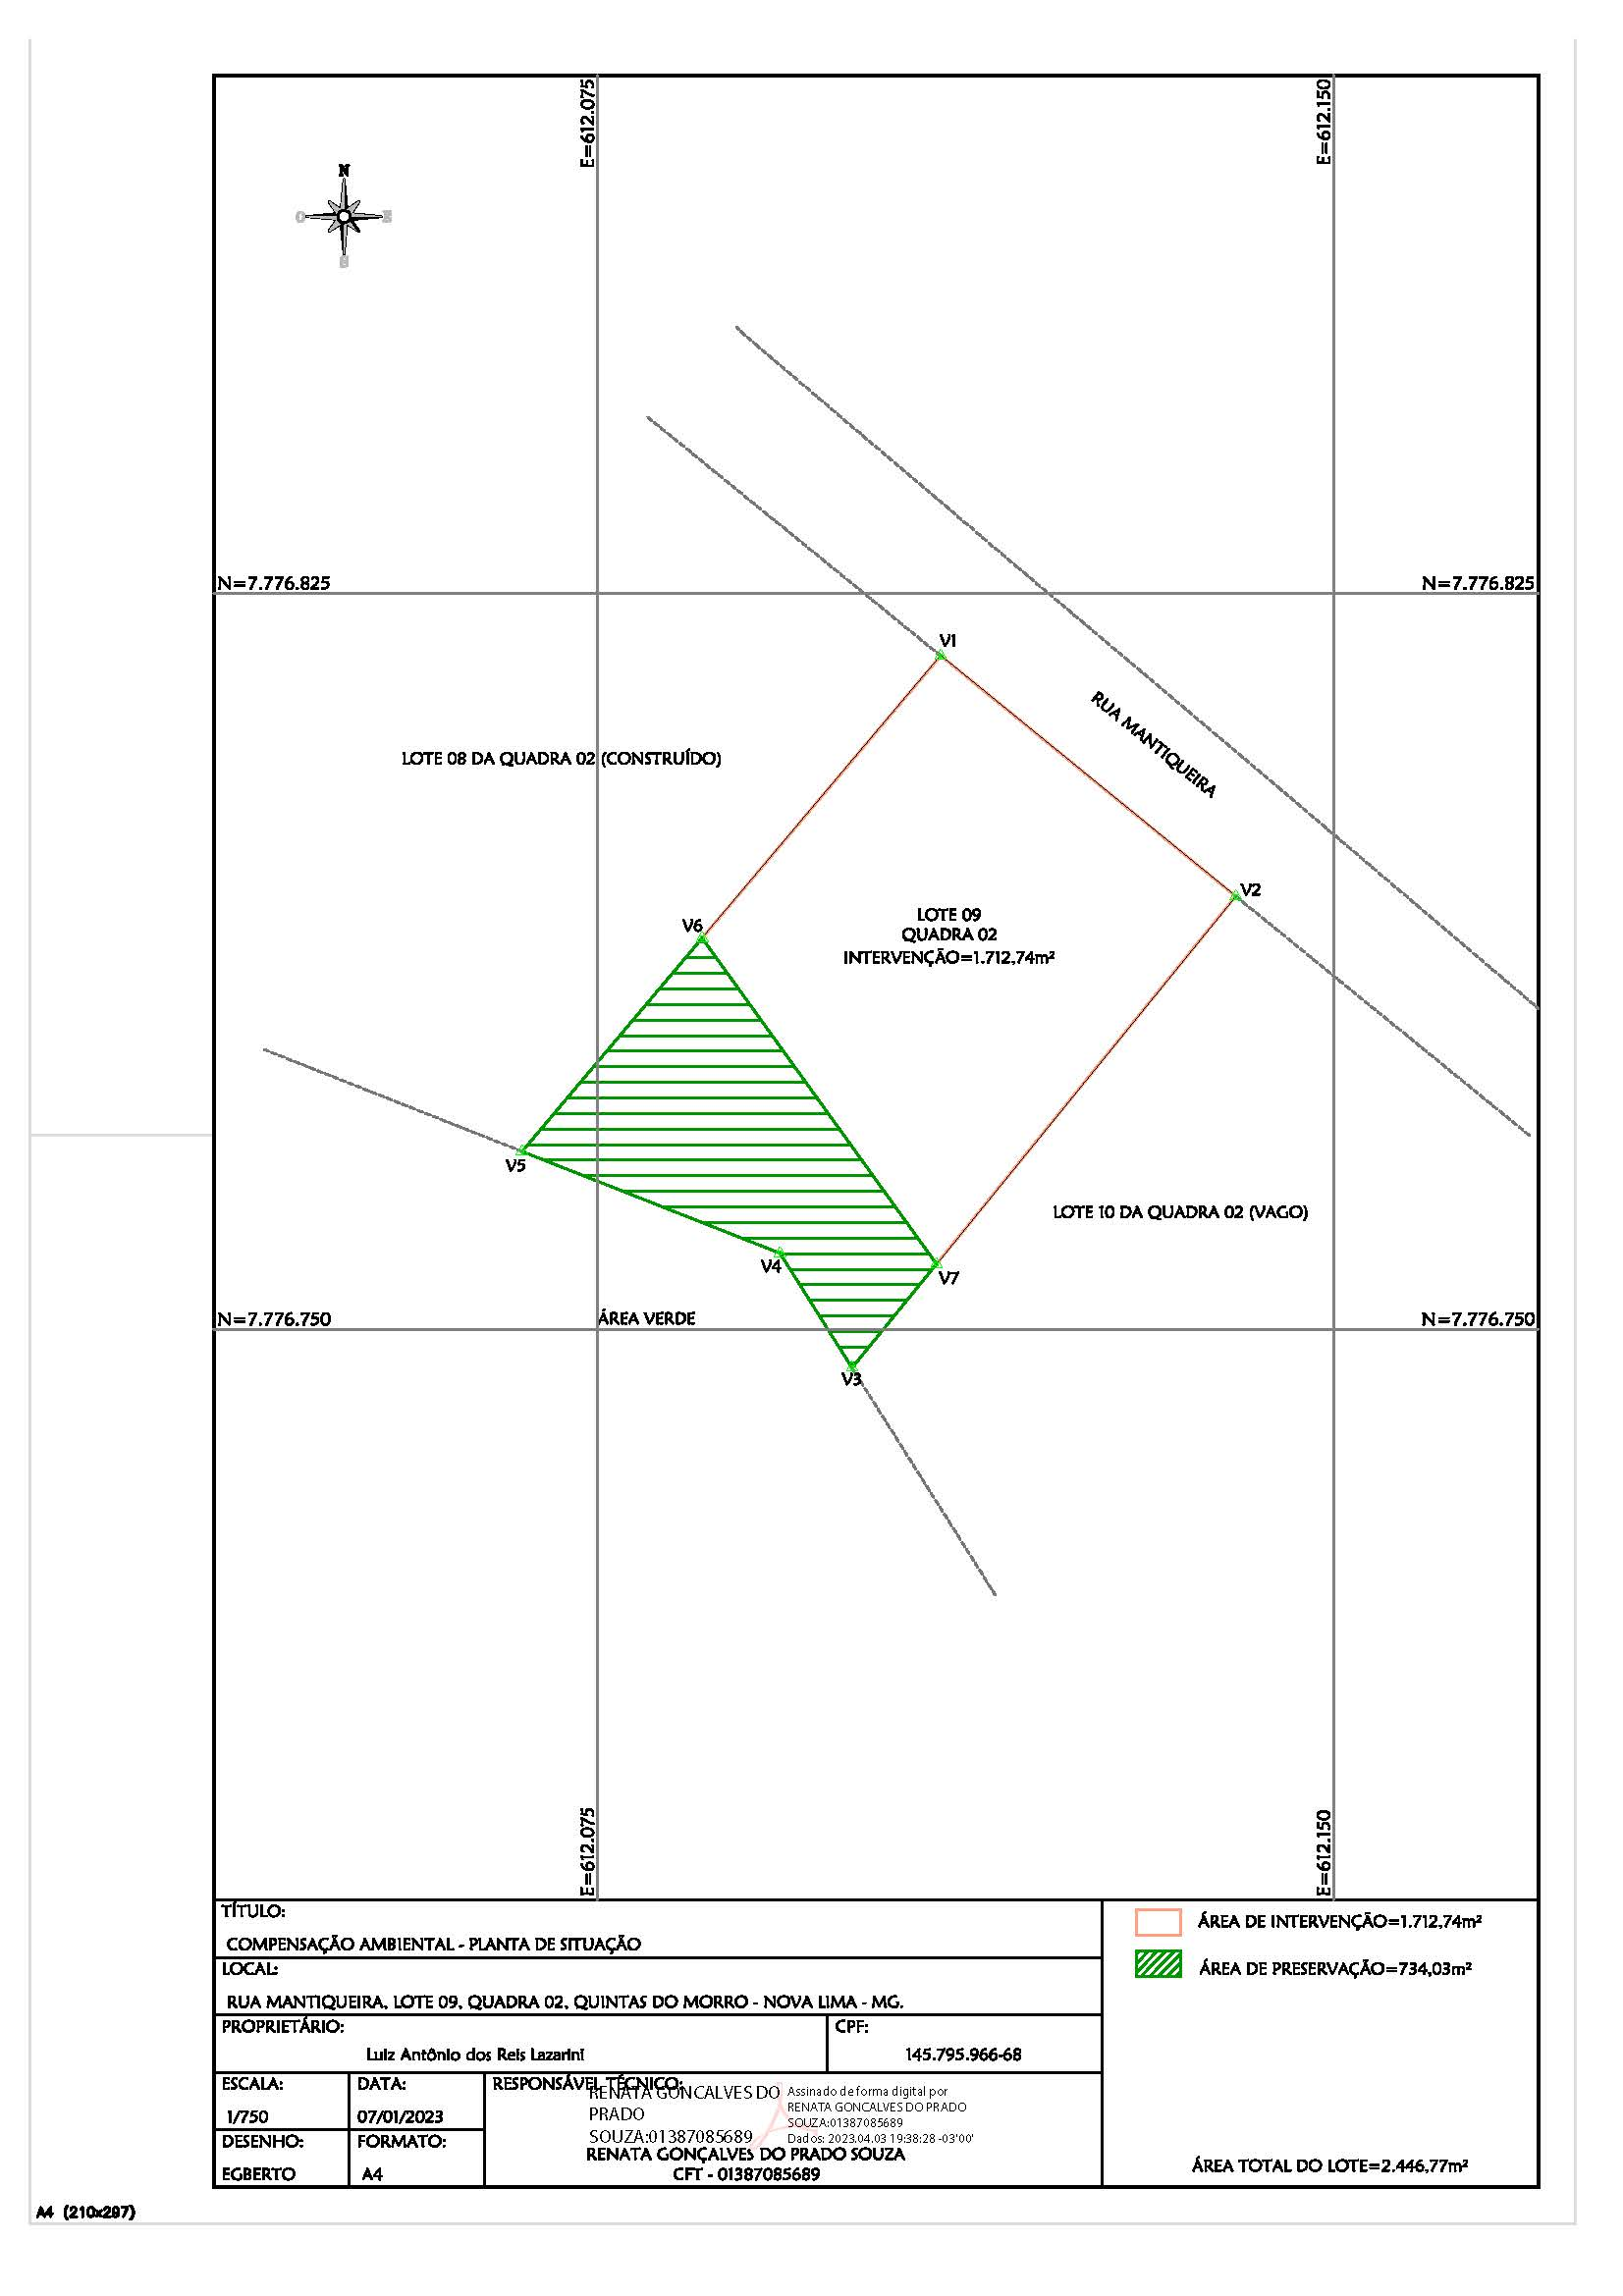 E=612.075
E=612.150
N
O
E
N=7.776.825
N=7.776.825
V1
RUA MANTIQUEIRA
LOTE 08 DA QUADRA 02 (CONSTRUÍDO)
V2
V6
LOTE 09
QUADRA 02
INTERVENÇÃO=1.712,74m²
V5
LOTE 10 DA QUADRA 02 (VAGO)
V4
V7
N=7.776.750
ÁREA VERDE
N=7.776.750
V3
E=612.075
E=612.150
TÍTULO:
COMPENSAÇÃO AMBIENTAL - PLANTA DE SITUAÇÃO
LOCAL:
RUA MANTIQUEIRA, LOTE 09, QUADRA 02, QUINTAS DO MORRO - NOVA LIMA - MG.
PROPRIETÁRIO:
Luiz Antônio dos Reis Lazarini
CPF:
145.795.966-68
ESCALA:
1/750
DATA:
07/01/2023
DESENHO:
EGBERTO
FORMATO:
A4
RESPONSÁVEL TÉCNICO:
RENATA GONCALVES DO
PRADO
SOUZA:01387085689
Assinado de forma digital por
RENATA GONCALVES DO PRADO
SOUZA:01387085689
Dados: 2023.04.03 19:38:28 -03'00'
RENATA GONÇALVES DO PRADO SOUZA
CFT - 01387085689
ÁREA DE INTERVENÇÃO=1.712,74m²
ÁREA DE PRESERVAÇÃO=734,03m²
ÁREA TOTAL DO LOTE=2.446,77m²
A4 (210x297)